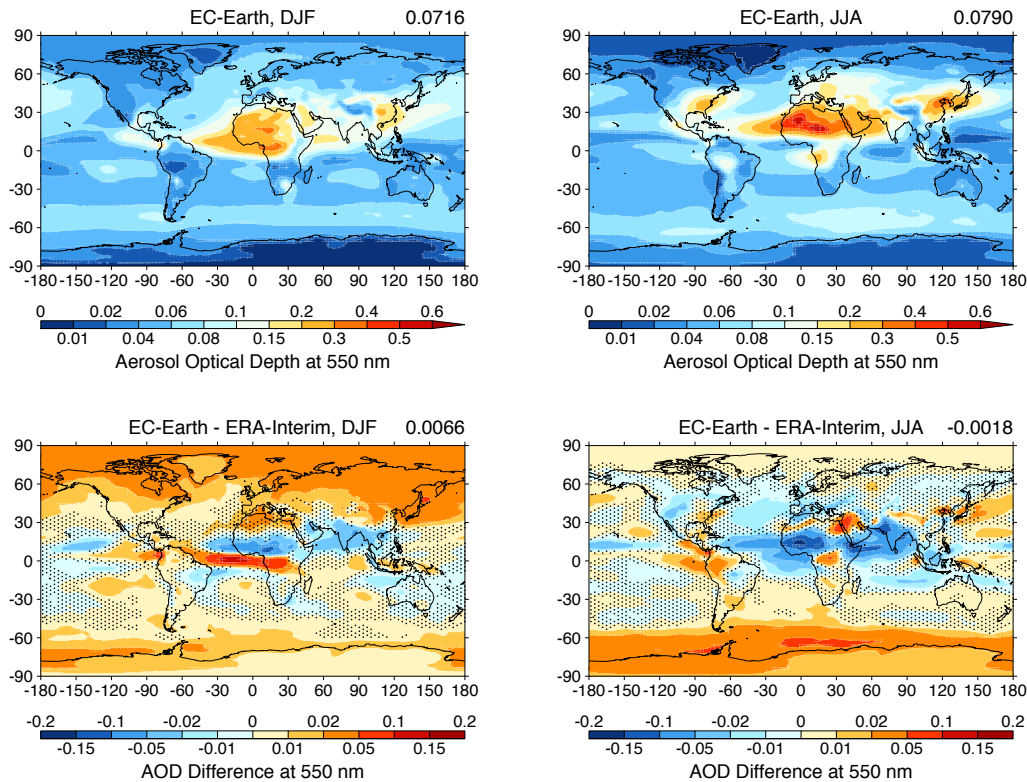 EC-Earth, DJF 0.0716
90
60
30
0
-30
-60
-90
-180 -150 -120 -90 -60 -30 0 30 60 90 120 150 180
0 0.02 0.06 0.1 0.2 0.4 0.6
0.01 0.04 0.08 0.15 0.3 0.5
Aerosol Optical Depth at 550 nm
EC-Earth, JJA 0.0790
90
60
30
0
-30
-60
-90
-180 -150 -120 -90 -60 -30 0 30 60 90 120 150 180
0 0.02 0.06 0.1 0.2 0.4 0.6
0.01 0.04 0.08 0.15 0.3 0.5
Aerosol Optical Depth at 550 nm
EC-Earth - ERA-Interim, DJF 0.0066
90
60
30
0
-30
-60
-90
-180 -150 -120 -90 -60 -30 0 30 60 90 120 150 180
-0.2 -0.1 -0.02 0 0.02 0.1 0.2
-0.15 -0.05 -0.01 0.01 0.05 0.15
AOD Difference at 550 nm
EC-Earth - ERA-Interim, JJA -0.0018
90
60
30
0
-30
-60
-90
-180 -150 -120 -90 -60 -30 0 30 60 90 120 150 180
-0.2 -0.1 -0.02 0 0.02 0.1 0.2
-0.15 -0.05 -0.01 0.01 0.05 0.15
AOD Difference at 550 nm